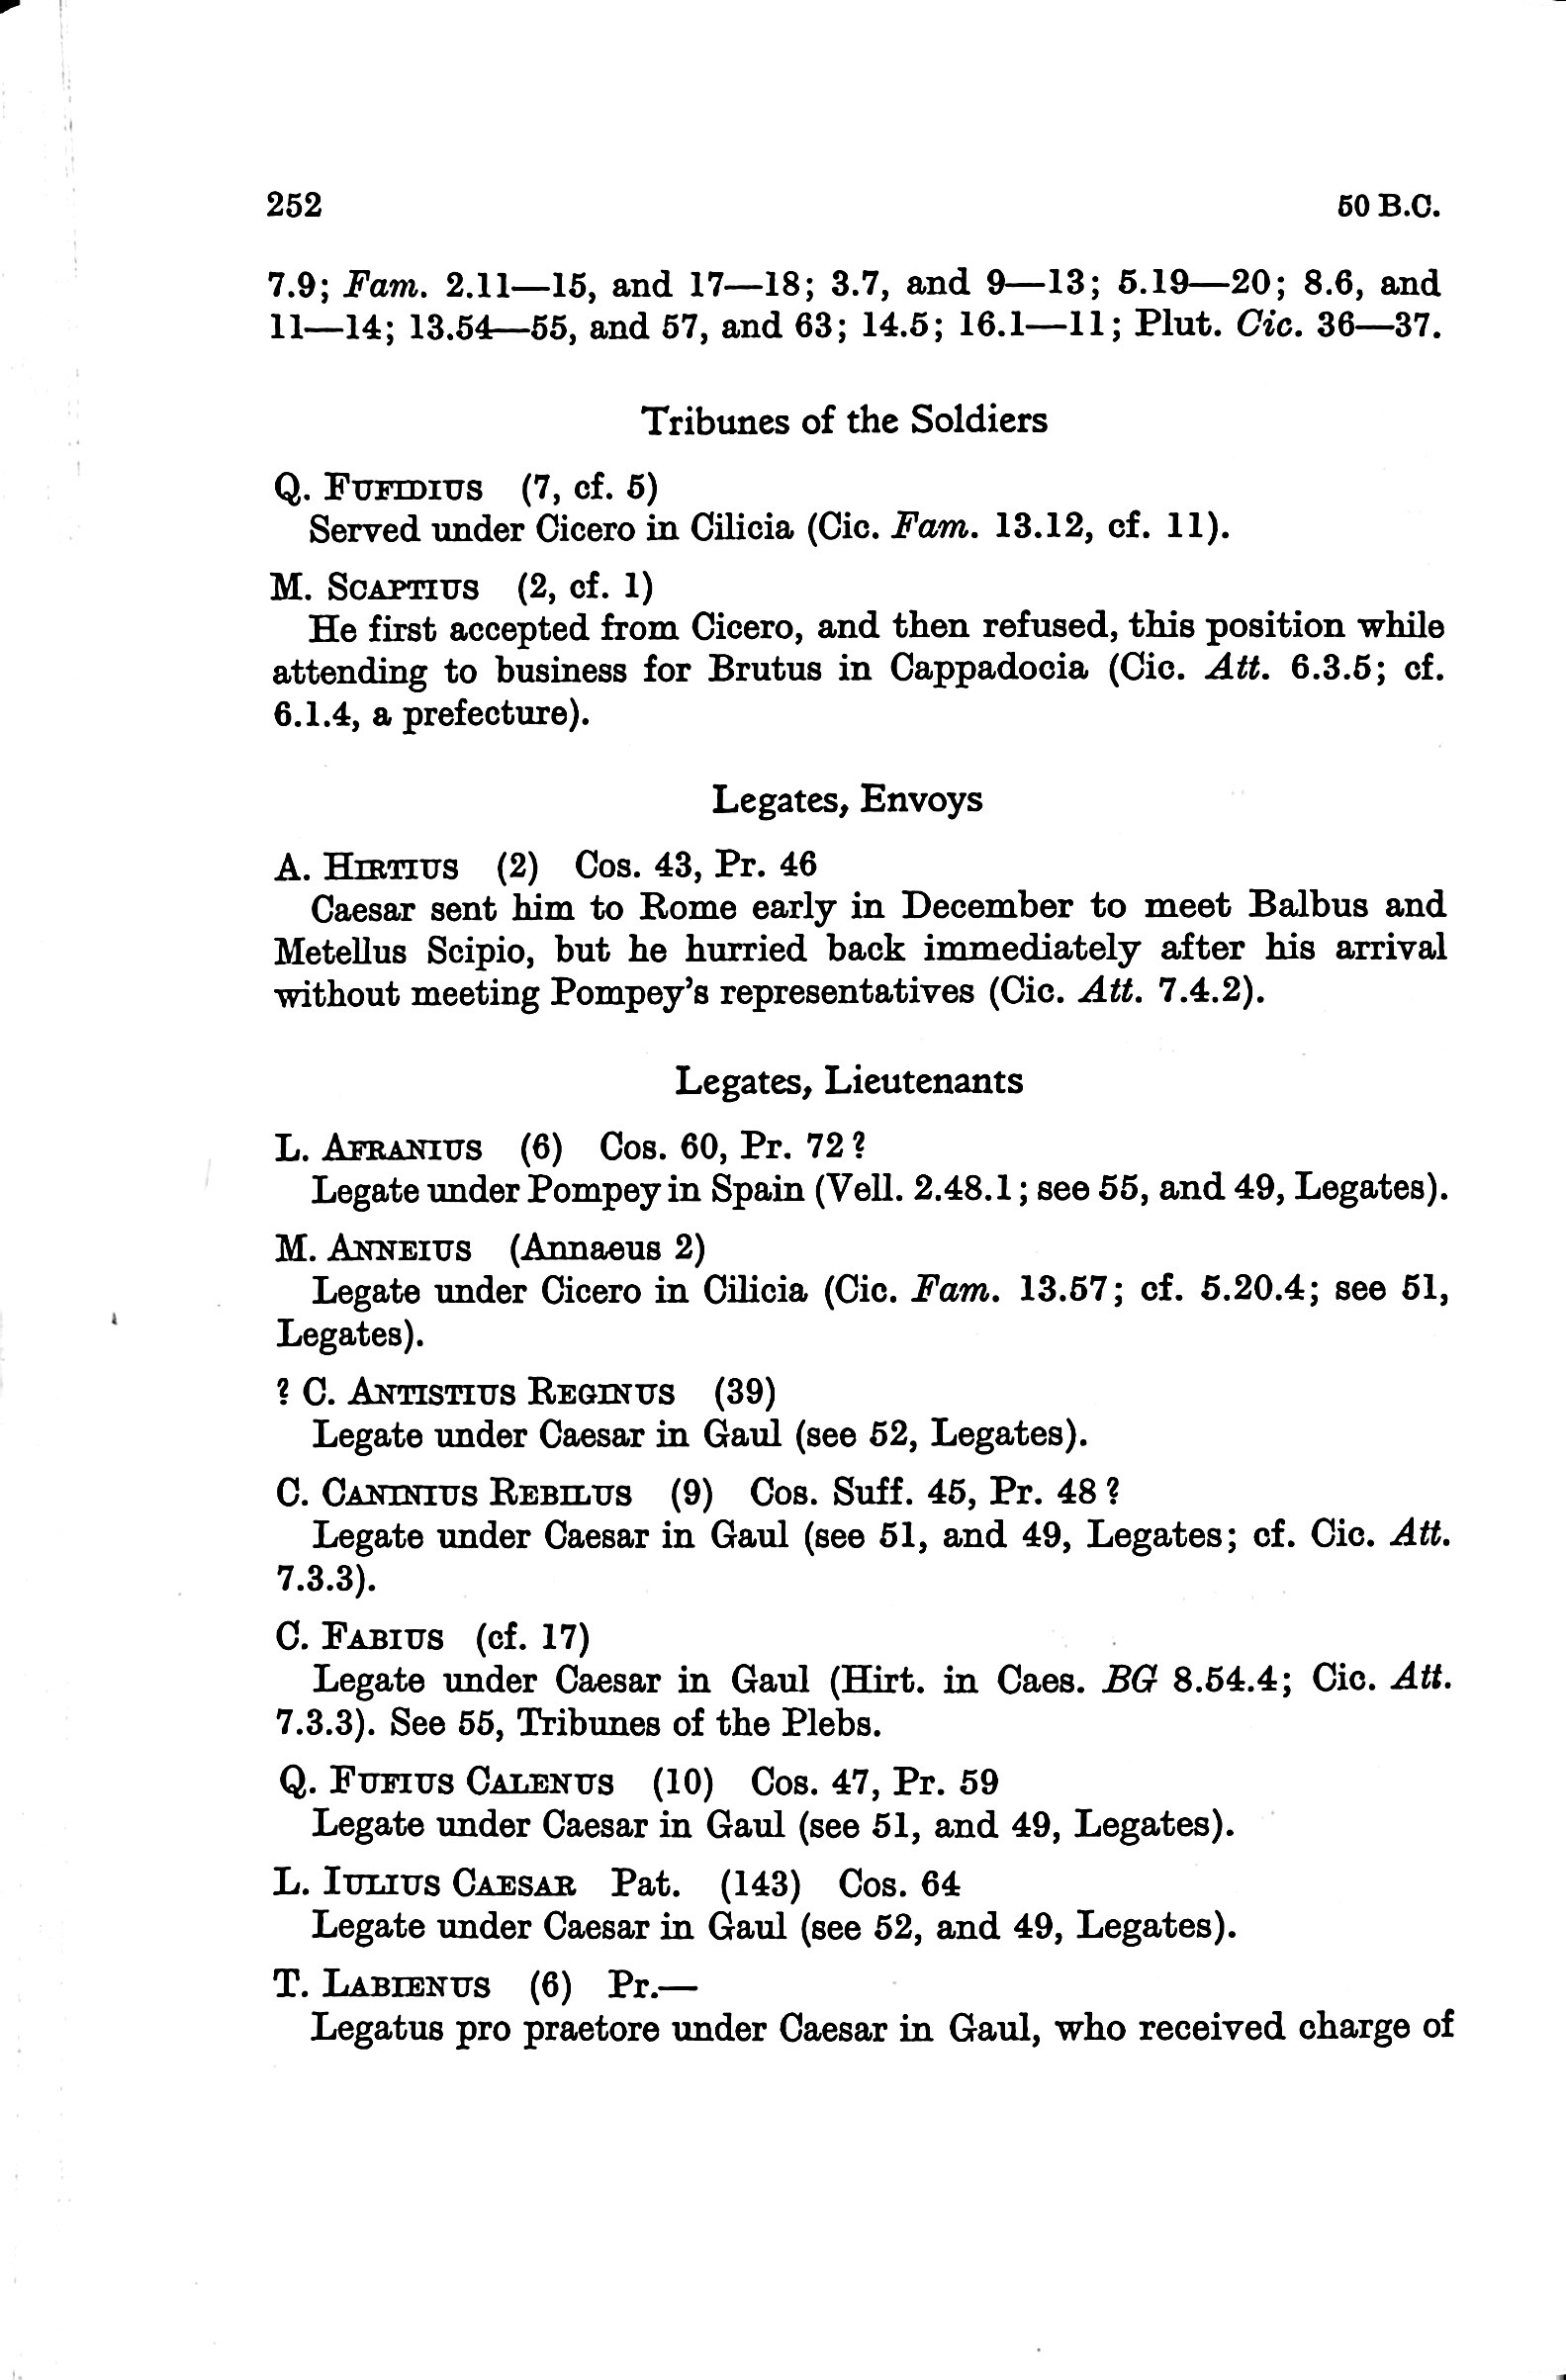 252 50 B.C.
7.9; Fam. 2.11—15, and 17—18; 3.7, and 9—13; 5.19—20; 8.6, and
11—14; 13.54—55, and 57, and 63; 14.5; 16.1—11; Plut. Cic. 36—37.
Tribunes of the Soldiers
Q. FUFIDIUS (7, cf. 5)
Served under Cicero in Cilicia (Cic. Fam. 13.12, cf. 11).
M. SCAPTIUS (2, cf. 1)
He first accepted from Cicero, and then refused, this position while
attending to business for Brutus in Cappadocia (Cic. Att. 6.3.5; cf.
6.1.4, a prefecture).
Legates, Envoys
A. HIRTIUS (2) Cos. 43, Pr. 46
Caesar sent him to Rome early in December to meet Balbus and
Metellus Scipio, but he hurried back immediately after his arrival
without meeting Pompey's representatives (Cic. Att. 7.4.2).
Legates, Lieutenants
L. AFRANIUS (6) Cos. 60, Pr. 72?
Legate under Pompey in Spain (Vell. 2.48.1; see 55, and 49, Legates).
M. ANNEIUS (Annaeus 2)
Legate under Cicero in Cilicia (Cic. Fam. 13.57; cf. 5.20.4; see 51,
Legates).
? C. ANTISTIUS REGINUS (39)
Legate under Caesar in Gaul (see 52, Legates).
C. CANINIUS REBILUS (9) Cos. Suff. 45, Pr. 48?
Legate under Caesar in Gaul (see 51, and 49, Legates; cf. Cic. Att.
7.3.3).
C. FABIUS (cf. 17)
Legate under Caesar in Gaul (Hirt. in Caes. BG 8.54.4; Cic. Att.
7.3.3). See 55, Tribunes of the Plebs.
Q. FUFIUS CALENUS (10) Cos. 47, Pr. 59
Legate under Caesar in Gaul (see 51, and 49, Legates).
L. IULIUS CAESAR Pat. (143) Cos. 64
Legate under Caesar in Gaul (see 52, and 49, Legates).
T. LABIENUS (6) Pr.—
Legatus pro praetore under Caesar in Gaul, who received charge of